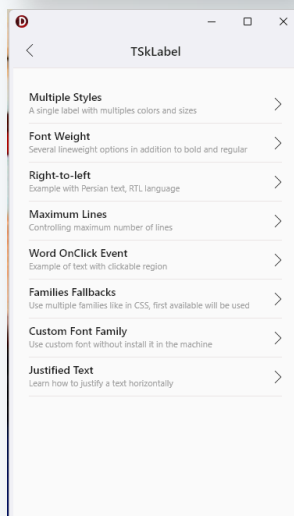 D
TSkLabel
Multiple Styles
A single label with multiples colors and sizes
Font Weight
Several lineweight options in addition to bold and regular
Right-to-left
Example with Persian text, RTL language
Maximum Lines
Controlling maximum number of lines
Word OnClick Event
Example of text with clickable region
Families Fallbacks
Use multiple families like in CSS, first available will be used
Custom Font Family
Use custom font without install it in the machine
Justified Text
Learn how to justify a text horizontally